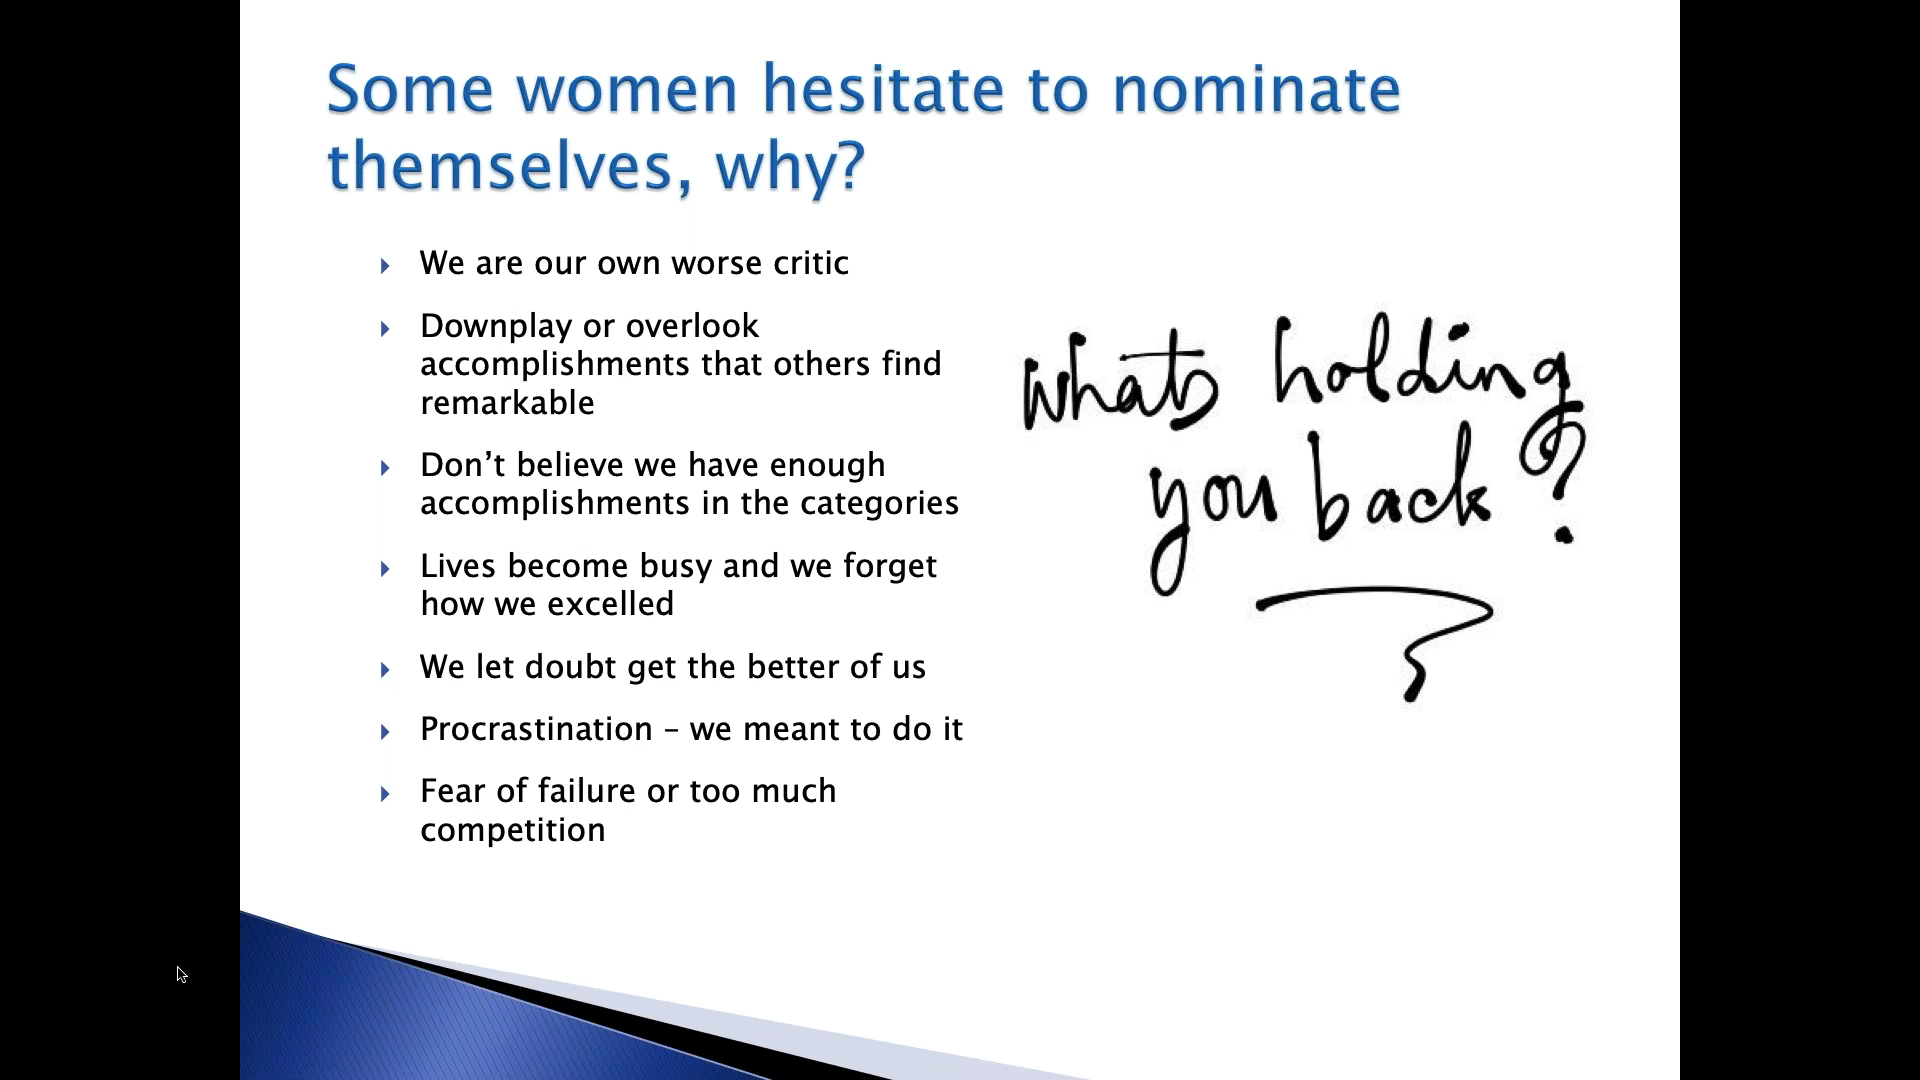 Some women hesitate to nominate
themselves, why?
We are our own worse critic
Downplay or overlook
accomplishments that others find
remarkable
Don’t believe we have enough
accomplishments in the categories
Lives become busy and we forget
how we excelled
We let doubt get the better of us
Procrastination – we meant to do it
Fear of failure or too much
competition
whats holding
you back?